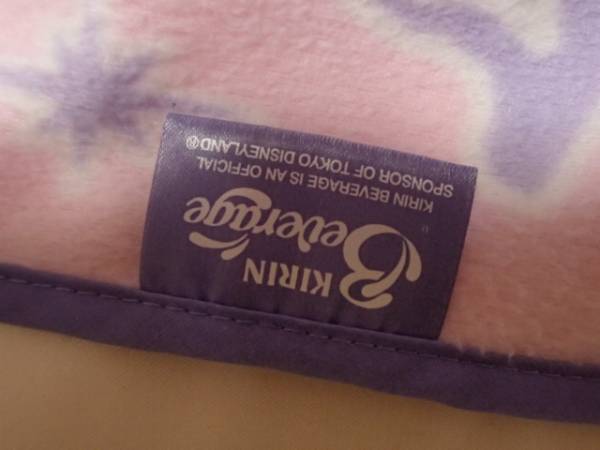 KIRIN
Beverage
KIRIN BEVERAGE IS AN OFFICIAL
SPONSOR OF TOKYO DISNEYLAND®